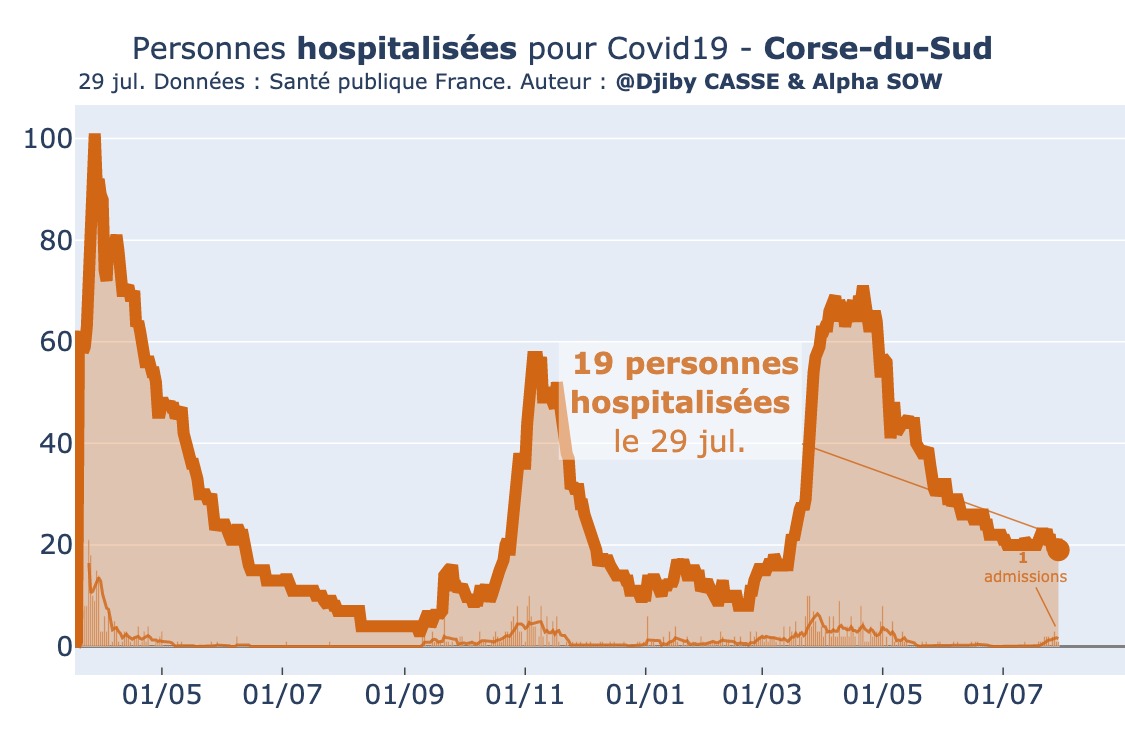 Personnes hospitalisées pour Covid19 - Corse-du-Sud
29 jul. Données : Santé publique France. Auteur : @Djiby CASSE & Alpha SOW
100
80
60
40
20
0
19 personnes
hospitalisées
le 29 jul.
1
admissions
01/05 01/07 01/09 01/11 01/01 01/03 01/05 01/07